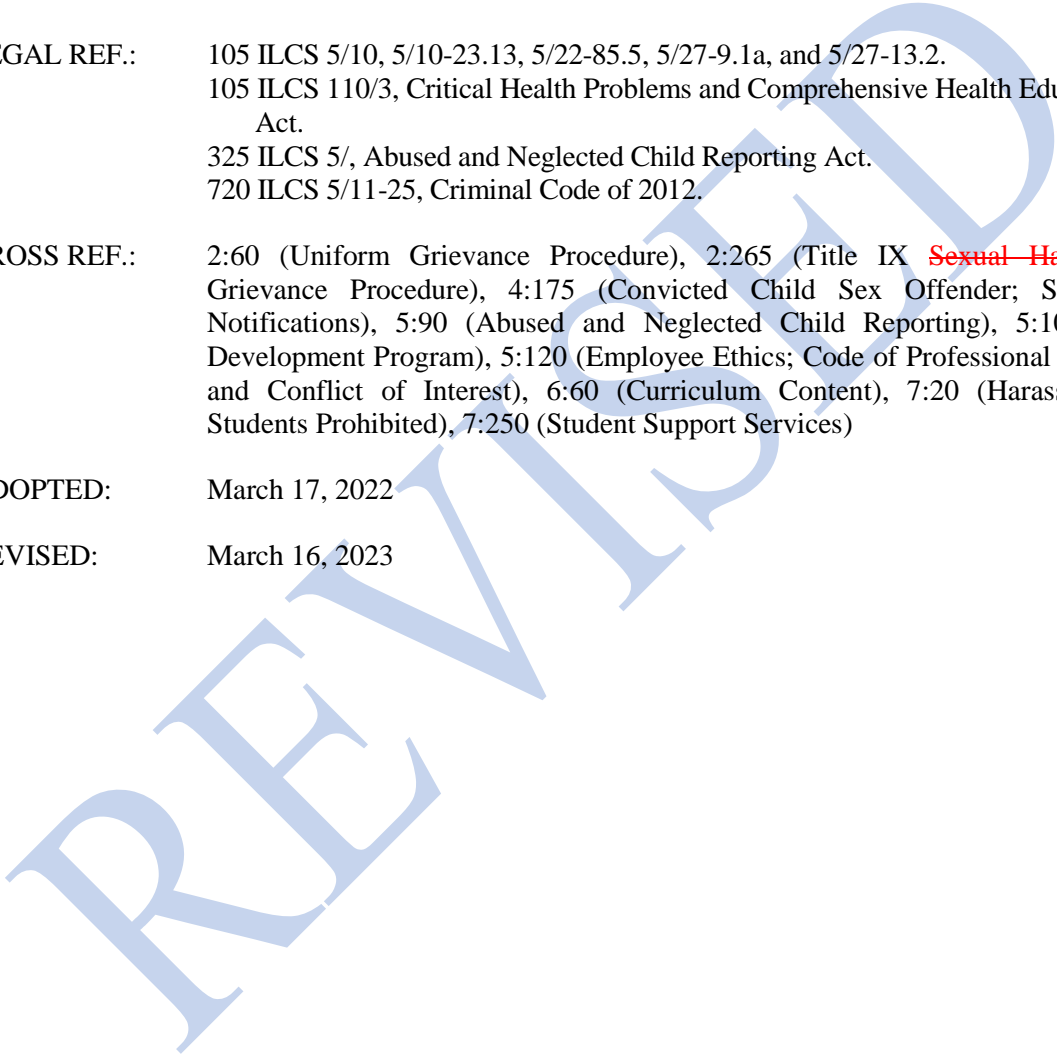 EGAL REF.: 105 ILCS 5/10, 5/10-23.13, 5/22-85.5, 5/27-9.1a, and 5/27-13.2.
105 ILCS 110/3, Critical Health Problems and Comprehensive Health Edu
Act.
325 ILCS 5/, Abused and Neglected Child Reporting Act.
720 ILCS 5/11-25, Criminal Code of 2012.
ROSS REF.: 2:60 (Uniform Grievance Procedure), 2:265 (Title IX Sexual Ha
Grievance Procedure), 4:175 (Convicted Child Sex Offender; S
Notifications), 5:90 (Abused and Neglected Child Reporting), 5:10
Development Program), 5:120 (Employee Ethics; Code of Professional
and Conflict of Interest), 6:60 (Curriculum Content), 7:20 (Haras
Students Prohibited), 7:250 (Student Support Services)
DOPTED: March 17, 2022
EVISED: March 16, 2023
REVISED